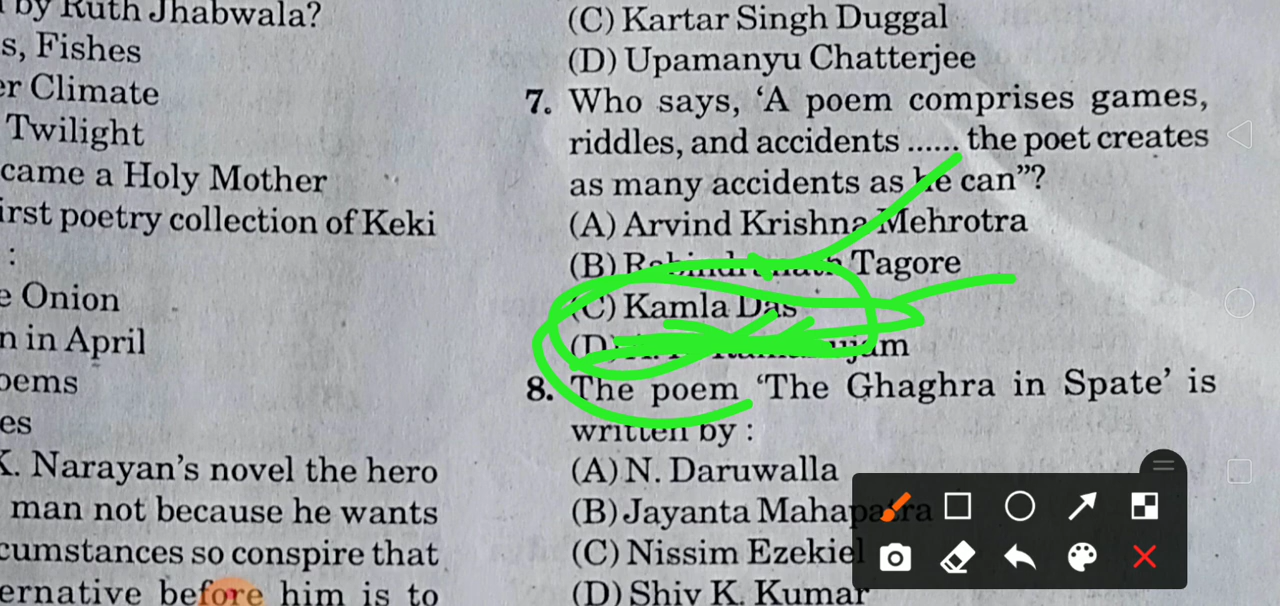 by Ruth Jhabwala?
s, Fishes
er Climate
Twilight
came a Holy Mother
irst poetry collection of Keki
:
e Onion
n in April
oems
es
K. Narayan's novel the hero
man not because he wants
cumstances so conspire that
ernative before him is to
(C) Kartar Singh Duggal
(D) Upamanyu Chatterjee
7. Who says, 'A poem comprises games,
riddles, and accidents ...... the poet creates
as many accidents as he can"?
(A) Arvind Krishna Mehrotra
(B) Rabindranath Tagore
(C) Kamla Das
(D)
8. The poem 'The Ghaghra in Spate' is
written by :
(A) N. Daruwalla
(B) Jayanta Mahapatra
(C) Nissim Ezekiel
(D) Shiv K. Kumar